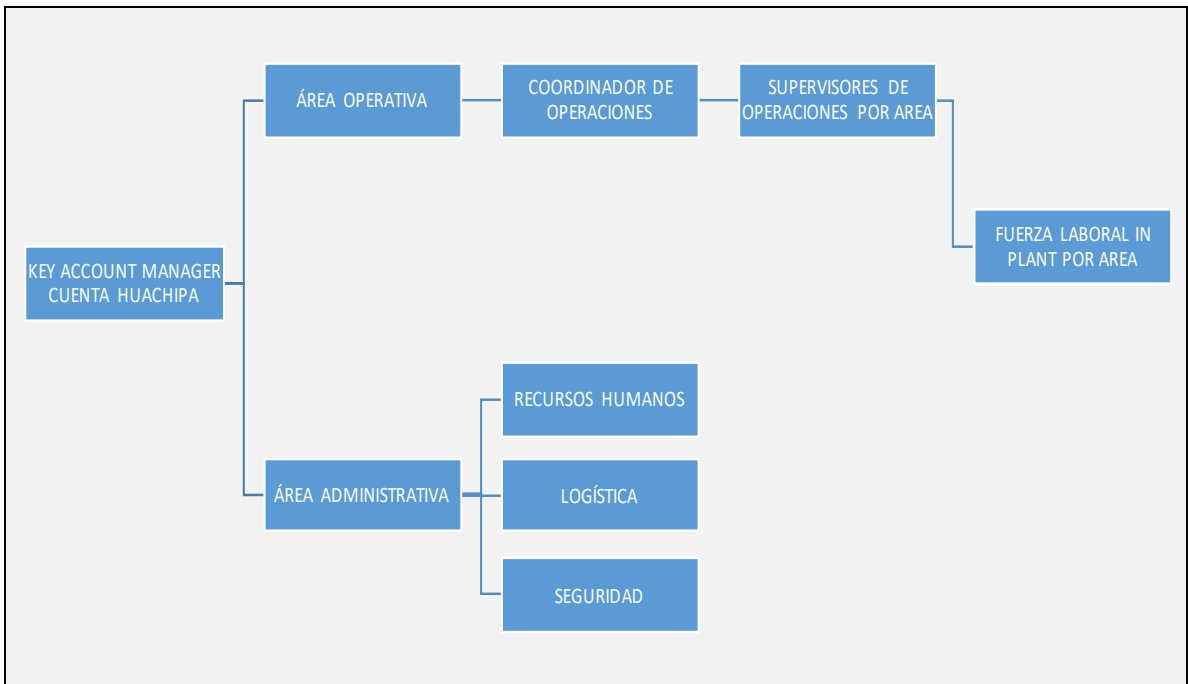 ÁREA OPERATIVA
COORDINADOR DE
OPERACIONES
SUPERVISORES DE
OPERACIONES POR AREA
FUERZA LABORAL IN
PLANT POR AREA
KEY ACCOUNT MANAGER
CUENTA HUACHIPA
RECURSOS HUMANOS
ÁREA ADMINISTRATIVA
LOGÍSTICA
SEGURIDAD